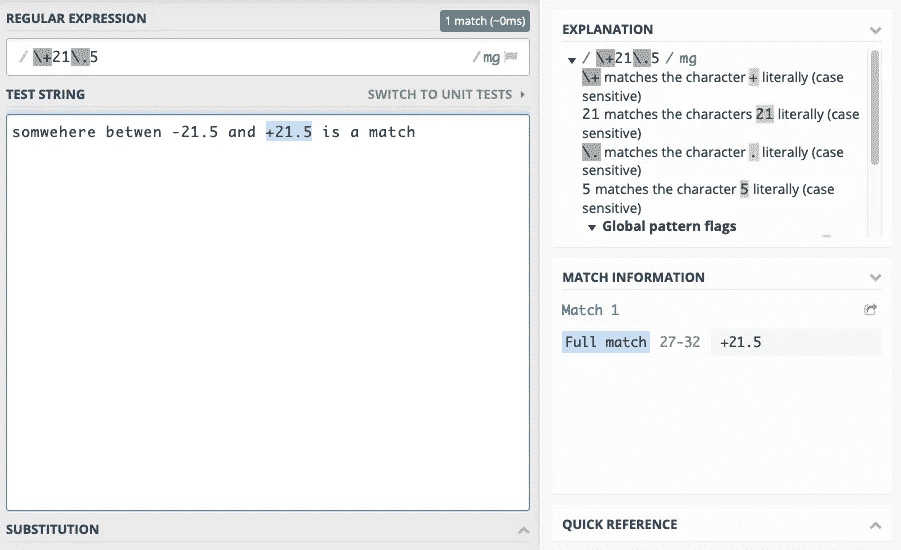 REGULAR EXPRESSION
1 match (~0ms)
/ \+21\.5
/ mg
TEST STRING
SWITCH TO UNIT TESTS
somwehere betwen -21.5 and +21.5 is a match
SUBSTITUTION
EXPLANATION
/ \+21\.5 / mg
\+ matches the character + literally (case
sensitive)
21 matches the characters 21 literally (case
sensitive)
\. matches the character . literally (case
sensitive)
5 matches the character 5 literally (case
sensitive)
Global pattern flags
MATCH INFORMATION
Match 1
Full match 27-32 +21.5
QUICK REFERENCE